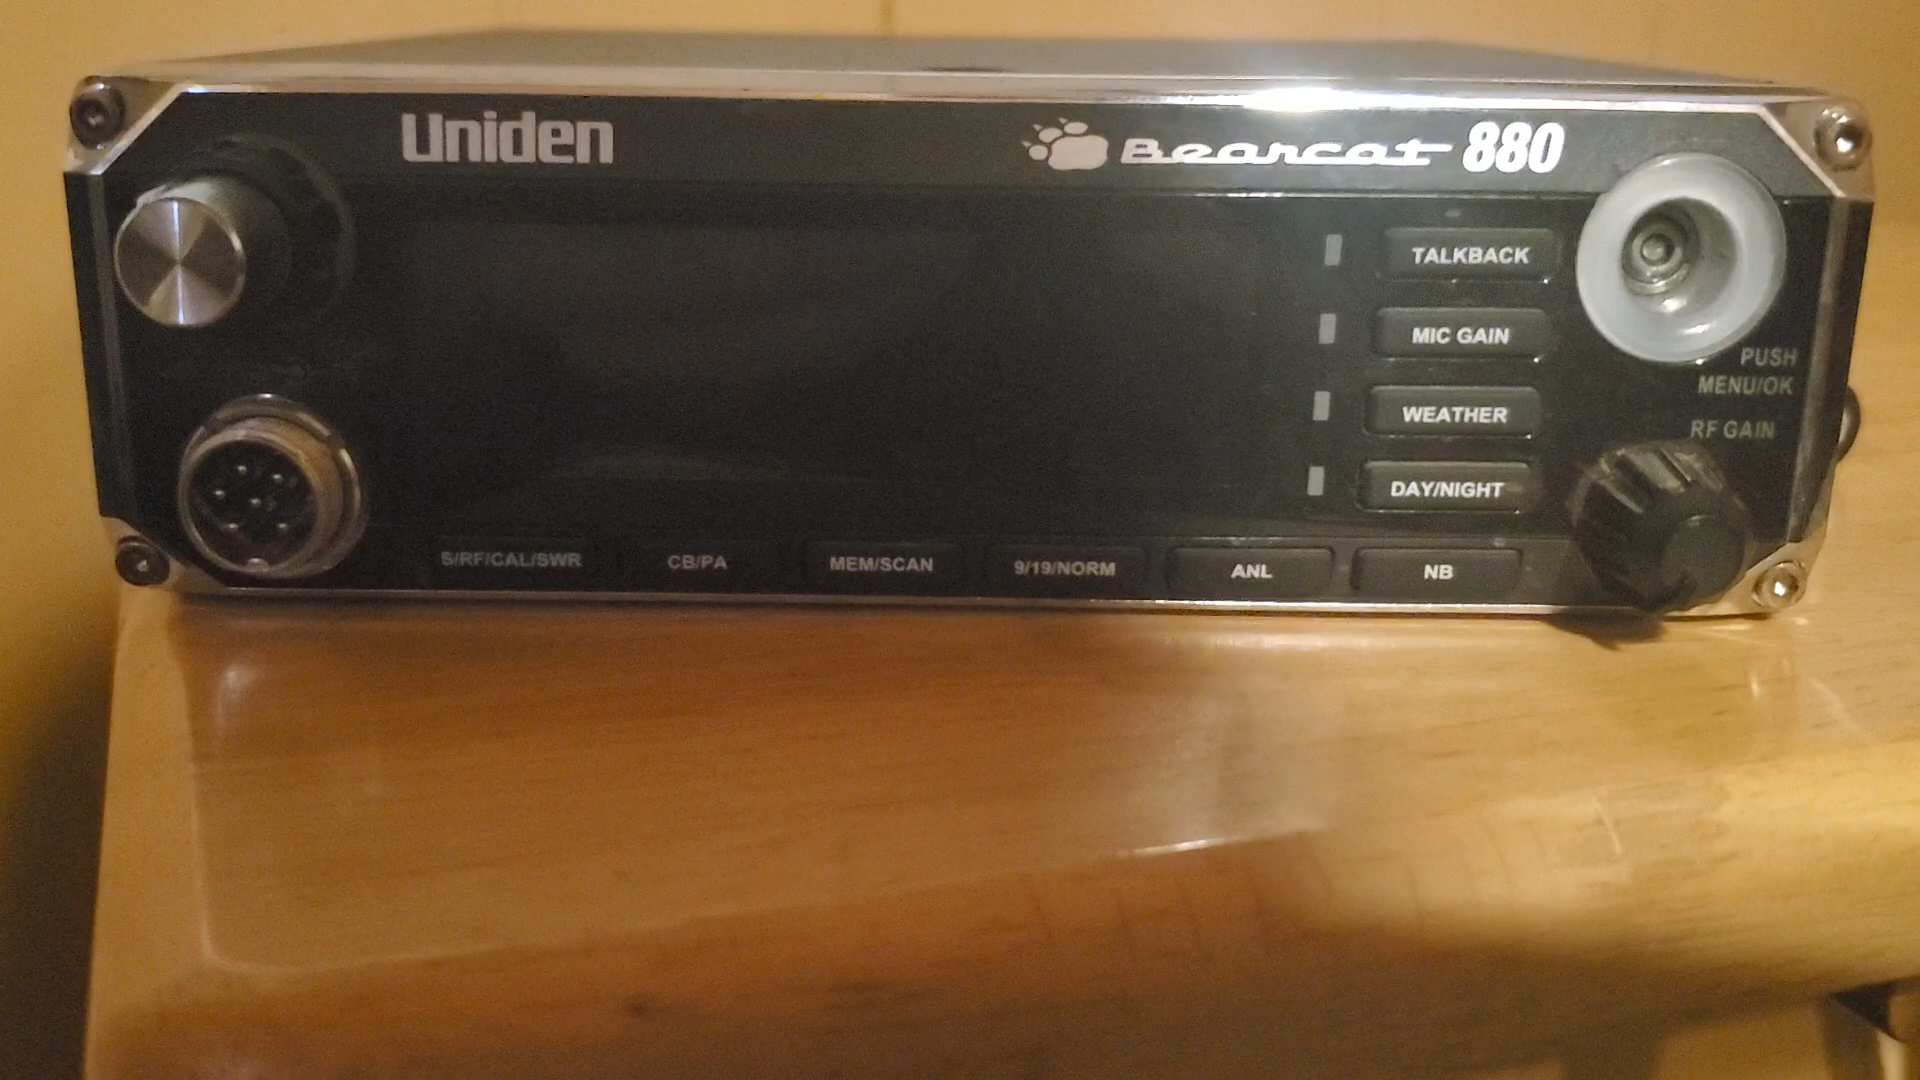 Uniden
Bearcat 880
TALKBACK
MIC GAIN
PUSH
MENU/OK
WEATHER
RF GAIN
DAY/NIGHT
S/RF/CAL/SWR
CB/PA
MEM/SCAN
9/19/NORM
ANL
NB